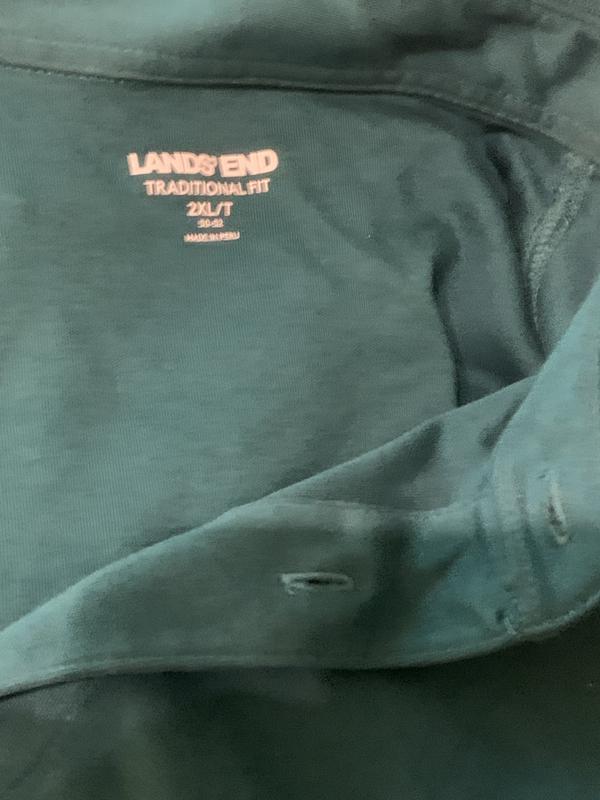 LANDS' END
TRADITIONAL FIT
2XL/T
50-52
MADE IN PERU